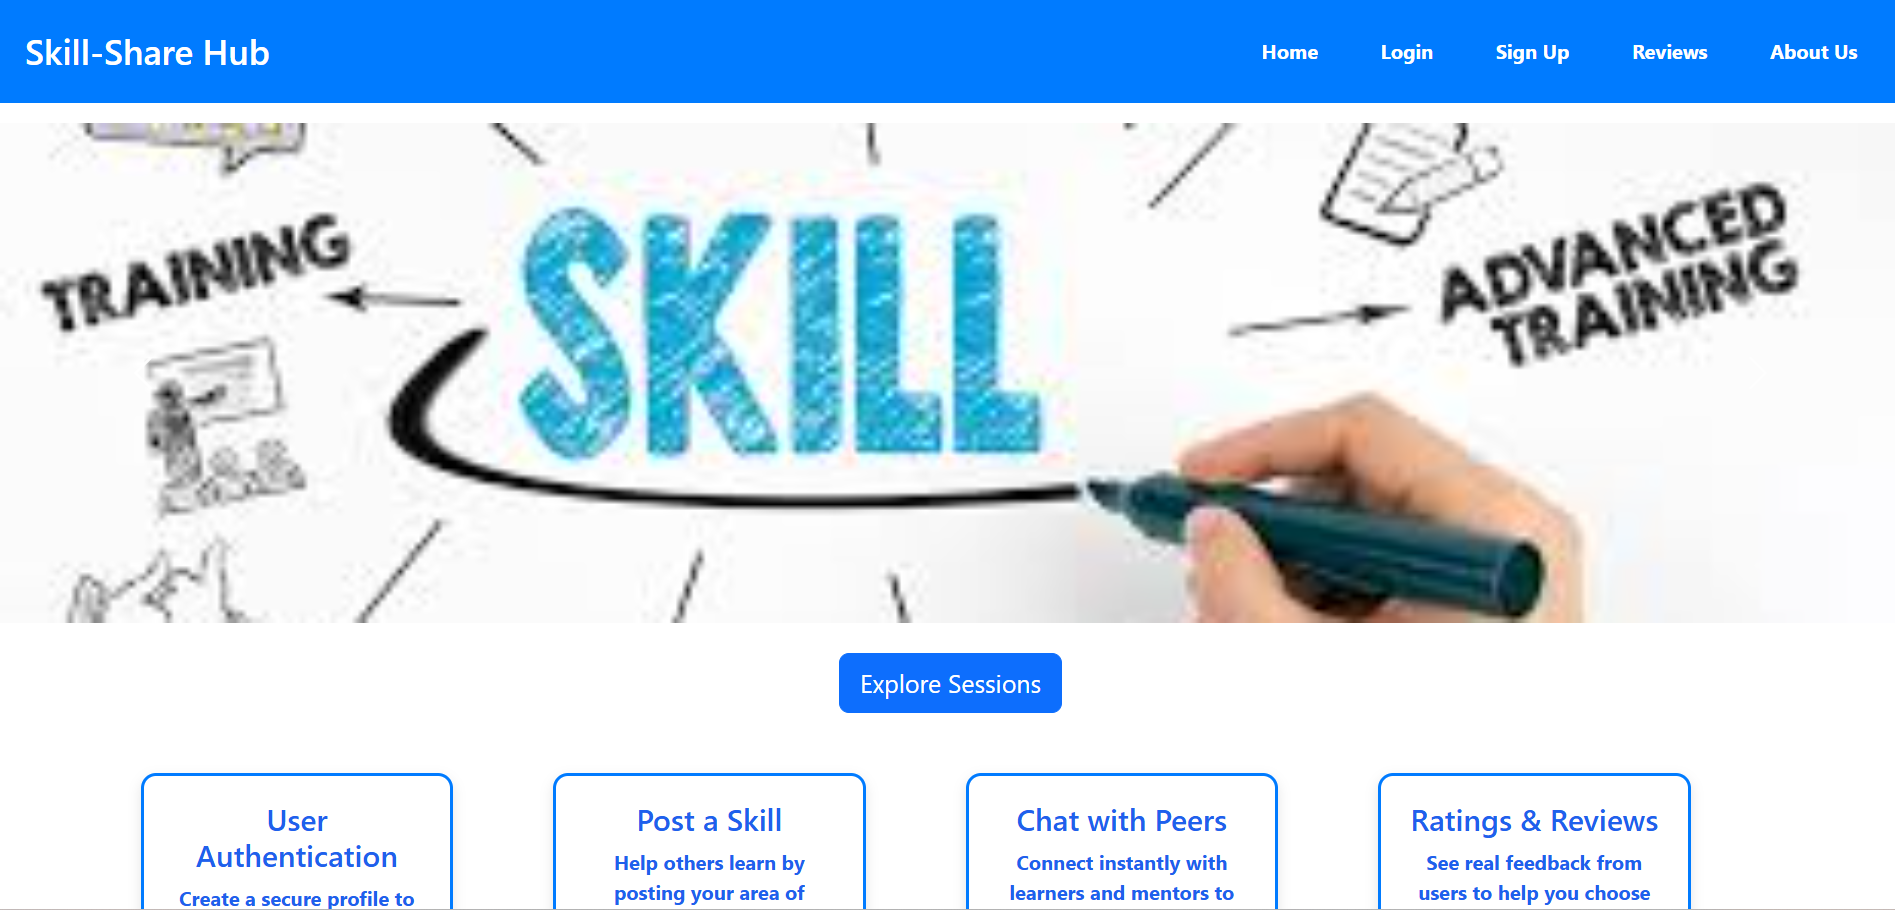 Skill-Share Hub
Home Login Sign Up Reviews About Us
TRAINING
SKILL
ADVANCED
TRAINING
Explore Sessions
User
Authentication
Create a secure profile to
Post a Skill
Help others learn by
posting your area of
Chat with Peers
Connect instantly with
learners and mentors to
Ratings & Reviews
See real feedback from
users to help you choose